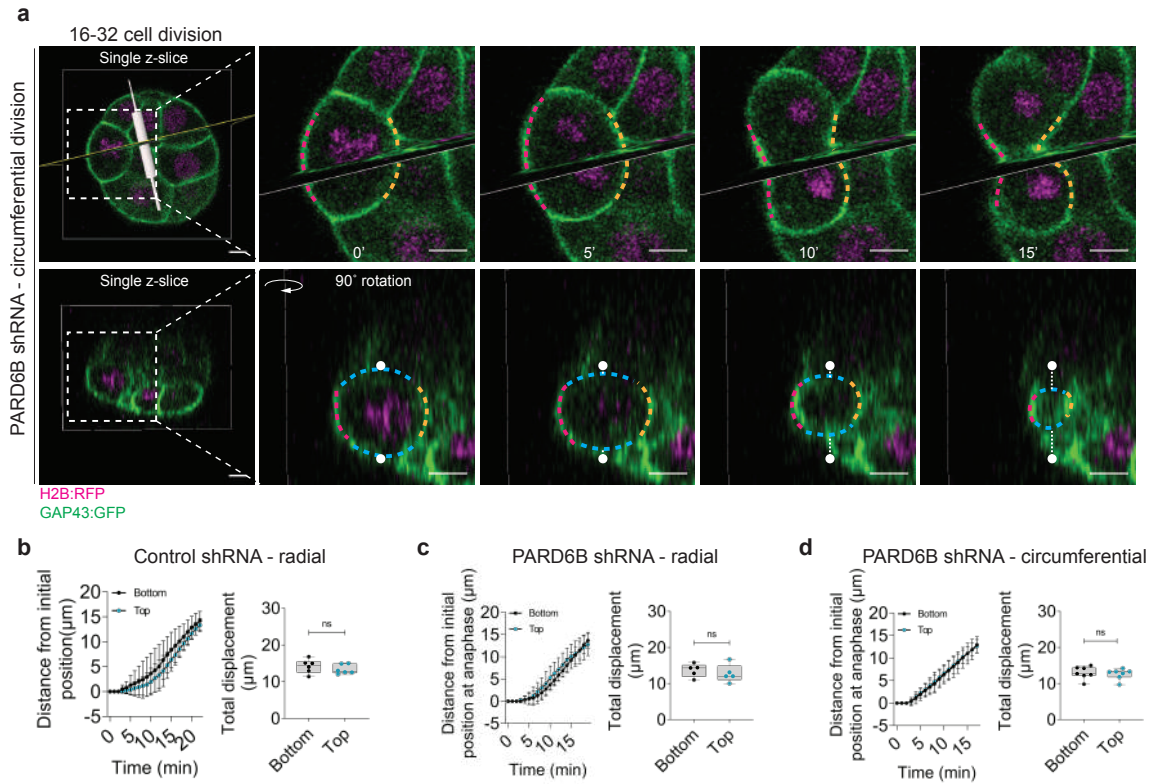 a
16-32 cell division
PARD6B shRNA - circumferential division
Single z-slice
0'
5'
10'
15'
Single z-slice
90˚ rotation
H2B:RFP
GAP43:GFP
b
Control shRNA - radial
Distance from initial
position(μm)
20
15
10
5
0
-5
Bottom
Top
0
5
10
15
20
Time (min)
Total displacement
(μm)
30
20
10
0
ns
Bottom
Top
c
PARD6B shRNA - radial
Distance from initial
position at anaphase (μm)
20
15
10
5
0
-5
Bottom
Top
0
5
10
15
Time (min)
Total displacement
(μm)
30
20
10
0
ns
Bottom
Top
d
PARD6B shRNA - circumferential
Distance from initial
position at anaphase (μm)
20
15
10
5
0
-5
Bottom
Top
0
5
10
15
Time (min)
Total displacement
(μm)
30
20
10
0
ns
Bottom
Top